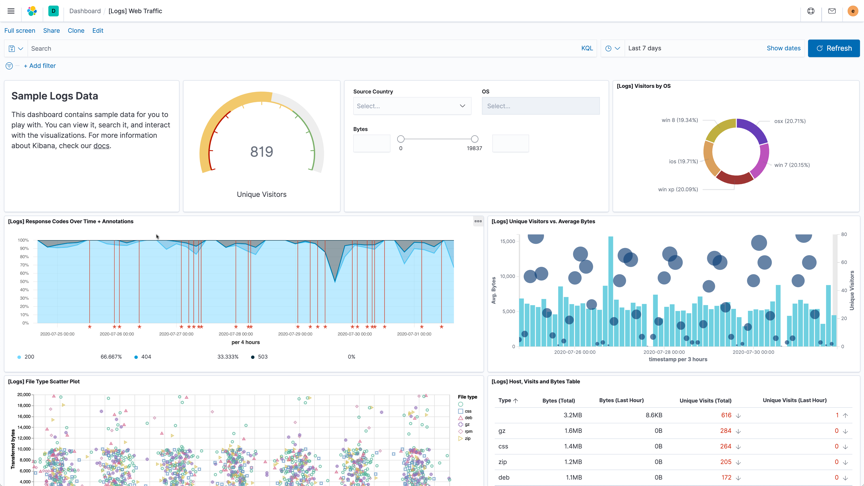 D
Dashboard
[Logs] Web Traffic
e
Full screen
Share
Clone
Edit
Search
KQL
Last 7 days
Show dates
Refresh
+ Add filter
Sample Logs Data
This dashboard contains sample data for you to
play with. You can view it, search it, and interact
with the visualizations. For more information
about Kibana, check our docs.
819
Unique Visitors
Source Country
Select...
OS
Select...
Bytes
0
19837
[Logs] Visitors by OS
win 8 (19.34%)
osx (20.71%)
ios (19.71%)
win 7 (20.15%)
win xp (20.09%)
[Logs] Response Codes Over Time + Annotations
100%
90%
80%
70%
60%
50%
40%
30%
20%
10%
0%
2020-07-25 00:00
2020-07-26 00:00
2020-07-27 00:00
2020-07-28 00:00
2020-07-29 00:00
2020-07-30 00:00
2020-07-31 00:00
per 4 hours
200
66.667%
404
33.333%
503
0%
[Logs] Unique Visitors vs. Average Bytes
15,000
10,000
5,000
0
Avg. Bytes
80
60
40
20
0
Unique Visitors
2020-07-26 00:00
2020-07-28 00:00
2020-07-30 00:00
timestamp per 3 hours
[Logs] File Type Scatter Plot
20,000
18,000
16,000
14,000
12,000
10,000
8,000
6,000
4,000
Transferred bytes
File type
css
deb
gz
rpm
zip
[Logs] Host, Visits and Bytes Table
Type
Bytes (Total)
Bytes (Last Hour)
Unique Visits (Total)
Unique Visits (Last Hour)
3.2MB
8.6KB
616
1
gz
1.6MB
0B
284
0
css
1.4MB
0B
264
0
zip
1.2MB
0B
205
0
deb
1.1MB
0B
172
0